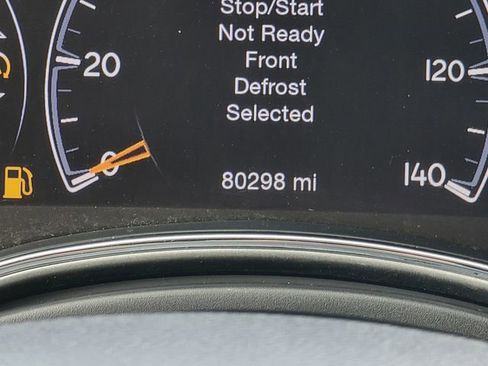 Stop/Start
Not Ready
Front
Defrost
Selected
20
120
0
80298 mi
140